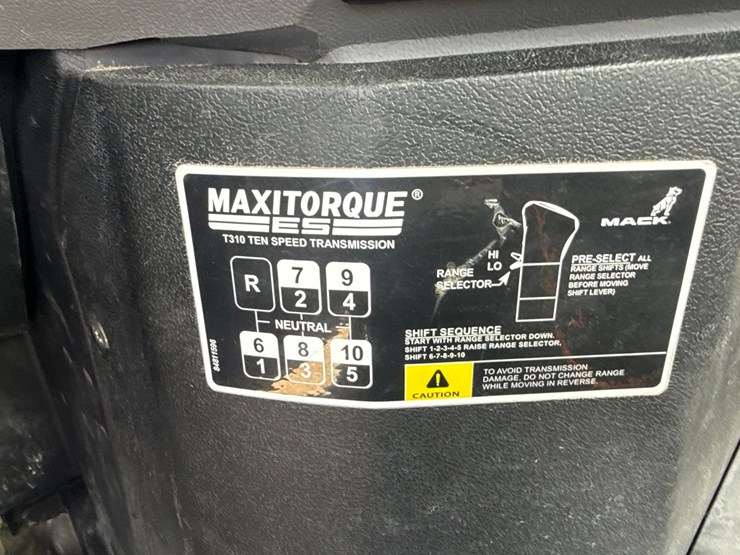 MAXITORQUE®
ES
T310 TEN SPEED TRANSMISSION
R
7
2
9
4
NEUTRAL
6
1
8
3
10
5
84811596
HI
LO
RANGE
SELECTOR
MACK
PRE-SELECT ALL
RANGE SHIFTS (MOVE
RANGE SELECTOR
BEFORE MOVING
SHIFT LEVER)
SHIFT SEQUENCE
START WITH RANGE SELECTOR DOWN.
SHIFT 1-2-3-4-5 RAISE RANGE SELECTOR.
SHIFT 6-7-8-9-10
CAUTION
TO AVOID TRANSMISSION
DAMAGE, DO NOT CHANGE RANGE
WHILE MOVING IN REVERSE.